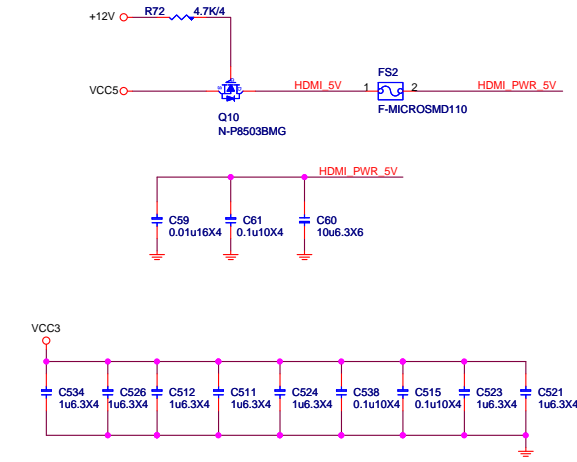 +12V R72 4.7K/4
VCC5 HDMI_5V 1 FS2 2 HDMI_PWR_5V
F-MICROSMD110
Q10
N-P8503BMG
HDMI_PWR_5V
C59 C61 C60
0.01u16X4 0.1u10X4 10u6.3X6
VCC3
C534 C526 C512 C511 C524 C538 C515 C523 C521
1u6.3X4 1u6.3X4 1u6.3X4 1u6.3X4 1u6.3X4 0.1u10X4 0.1u10X4 1u6.3X4 1u6.3X4